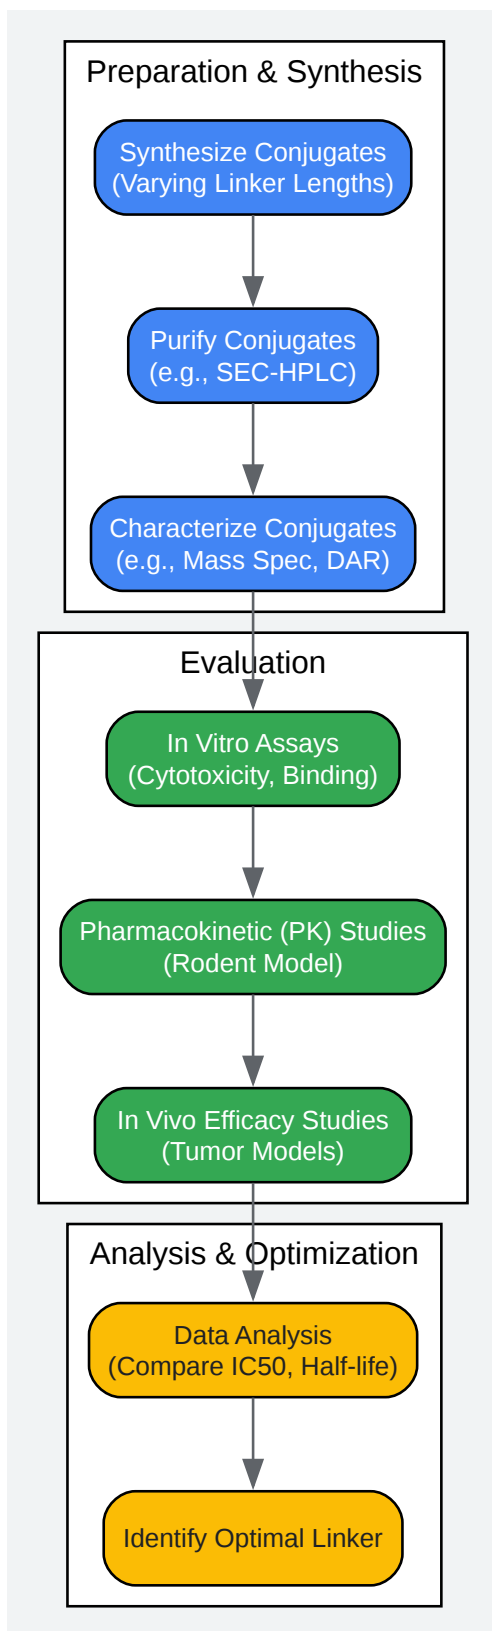 Preparation & Synthesis
Synthesize Conjugates
(Varying Linker Lengths)
Purify Conjugates
(e.g., SEC-HPLC)
Characterize Conjugates
(e.g., Mass Spec, DAR)
Evaluation
In Vitro Assays
(Cytotoxicity, Binding)
Pharmacokinetic (PK) Studies
(Rodent Model)
In Vivo Efficacy Studies
(Tumor Models)
Analysis & Optimization
Data Analysis
(Compare IC50, Half-life)
Identify Optimal Linker